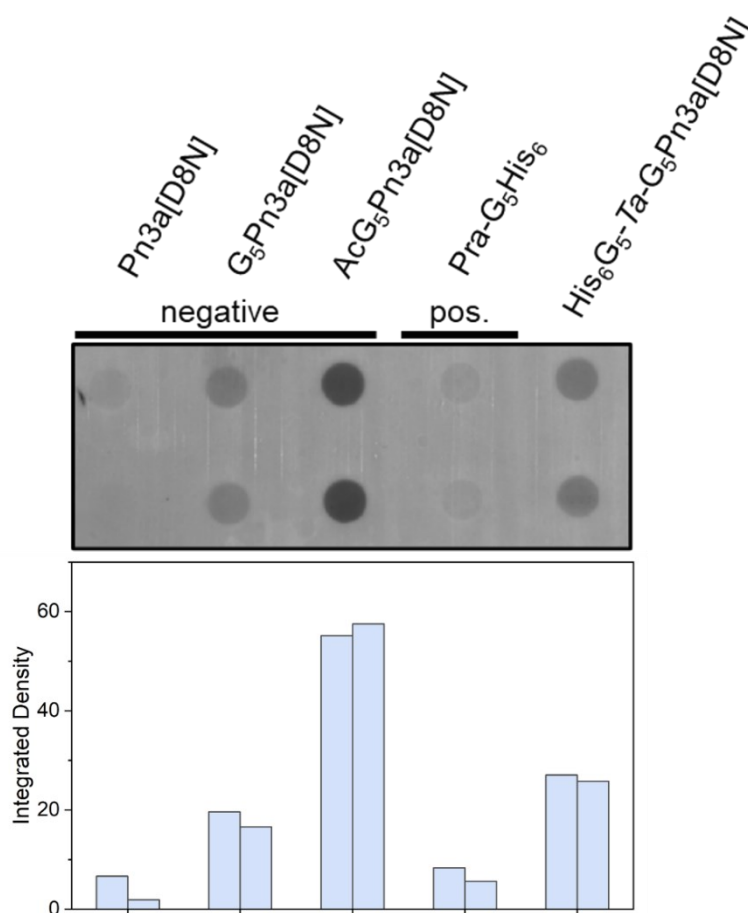 Pn3a[D8N]
G₅Pn3a[D8N]
AcG₅Pn3a[D8N]
Pra-G₅His₆
His₆G₅-Ta-G₅Pn3a[D8N]
negative
pos.
Integrated Density
60
40
20
0